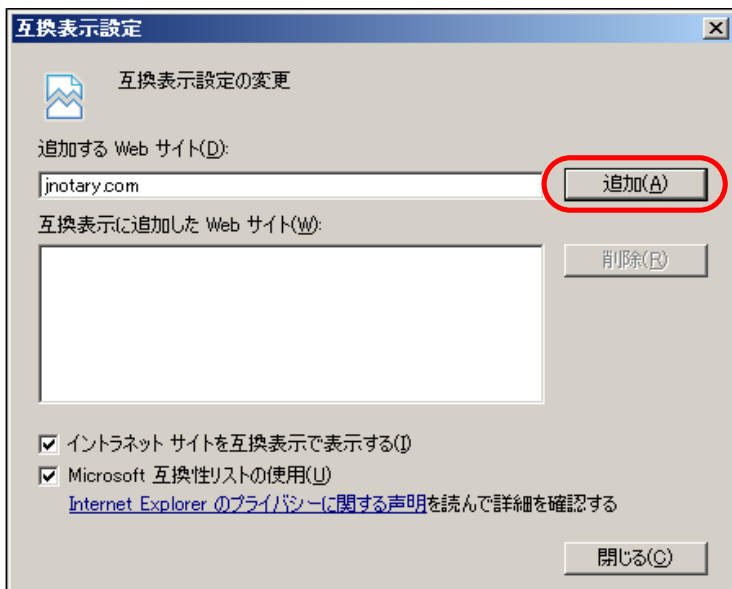 互換表示設定
互換表示設定の変更
追加する Web サイト(D):
jnotary.com
追加(A)
互換表示に追加した Web サイト(W):
削除(R)
イントラネット サイトを互換表示で表示する(I)
Microsoft 互換性リストの使用(U)
Internet Explorer のプライバシーに関する声明を読んで詳細を確認する
閉じる(C)